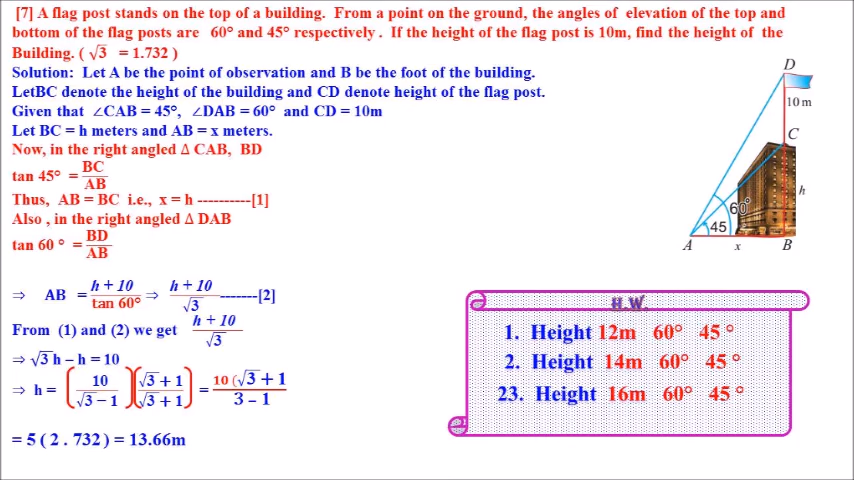 [7] A flag post stands on the top of a building. From a point on the ground, the angles of elevation of the top and
bottom of the flag posts are 60° and 45° respectively . If the height of the flag post is 10m, find the height of the
Building. ( √3 = 1.732 )
Solution: Let A be the point of observation and B be the foot of the building.
LetBC denote the height of the building and CD denote height of the flag post.
Given that ∠CAB = 45°, ∠DAB = 60° and CD = 10m
Let BC = h meters and AB = x meters.
Now, in the right angled Δ CAB, BD
tan 45° = BC/AB
Thus, AB = BC i.e., x = h ----------[1]
Also , in the right angled Δ DAB
tan 60 ° = BD/AB
⇒ AB = h + 10/tan 60° ⇒ h + 10/√3 -------[2]
From (1) and (2) we get h + 10/√3
⇒ √3 h – h = 10
⇒ h = (10/√3 – 1)(√3 + 1/√3 + 1) = 10 (√3 + 1/3 – 1
= 5 ( 2 . 732 ) = 13.66m
D
10 m
C
h
60°
45
A
x
B
H.W.
1. Height 12m 60° 45 °
2. Height 14m 60° 45 °
23. Height 16m 60° 45 °